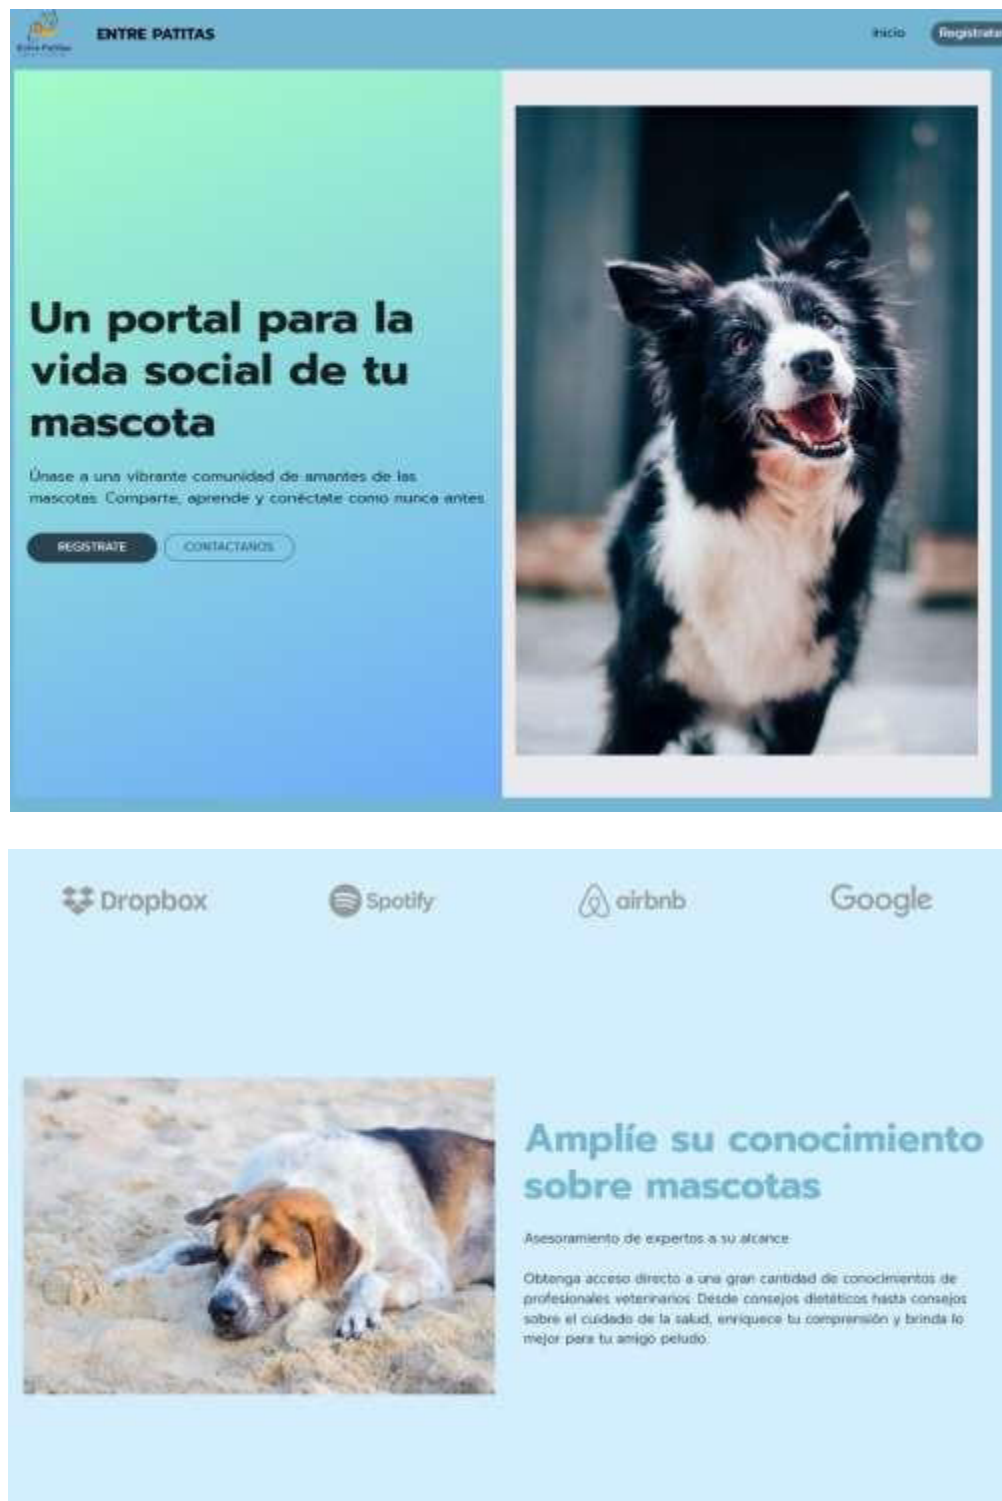 Entre Patitas
ENTRE PATITAS
Inicio
Registrate
Un portal para la
vida social de tu
mascota
Únase a una vibrante comunidad de amantes de las
mascotas. Comparte, aprende y conéctate como nunca antes.
REGISTRATE
CONTACTANOS
Dropbox
Spotify
airbnb
Google
Amplíe su conocimiento
sobre mascotas
Asesoramiento de expertos a su alcance
Obtenga acceso directo a una gran cantidad de conocimientos de
profesionales veterinarios. Desde consejos dietéticos hasta consejos
sobre el cuidado de la salud, enriquece tu comprensión y brinda lo
mejor para tu amigo peludo.